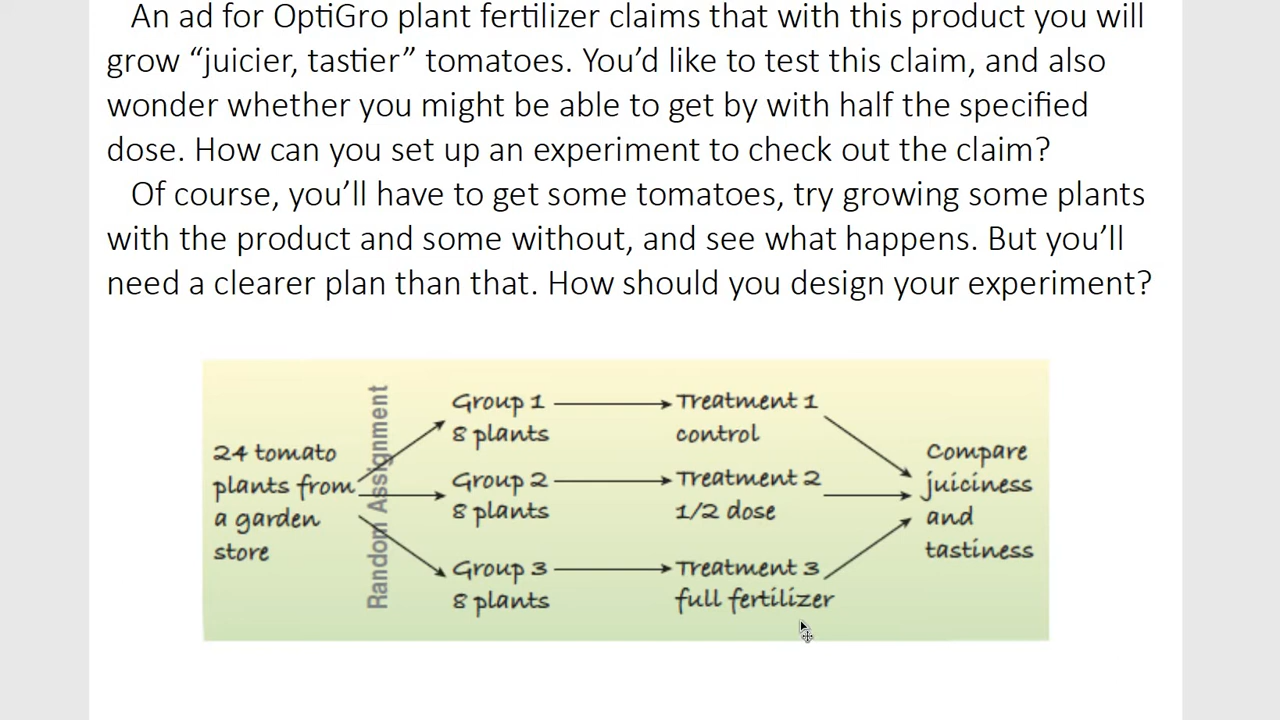 An ad for OptiGro plant fertilizer claims that with this product you will
grow “juicier, tastier” tomatoes. You’d like to test this claim, and also
wonder whether you might be able to get by with half the specified
dose. How can you set up an experiment to check out the claim?
Of course, you’ll have to get some tomatoes, try growing some plants
with the product and some without, and see what happens. But you’ll
need a clearer plan than that. How should you design your experiment?
24 tomato
plants from
a garden
store
Random Assignment
Group 1
8 plants
Group 2
8 plants
Group 3
8 plants
Treatment 1
control
Treatment 2
1/2 dose
Treatment 3
full fertilizer
Compare
juiciness
and
tastiness